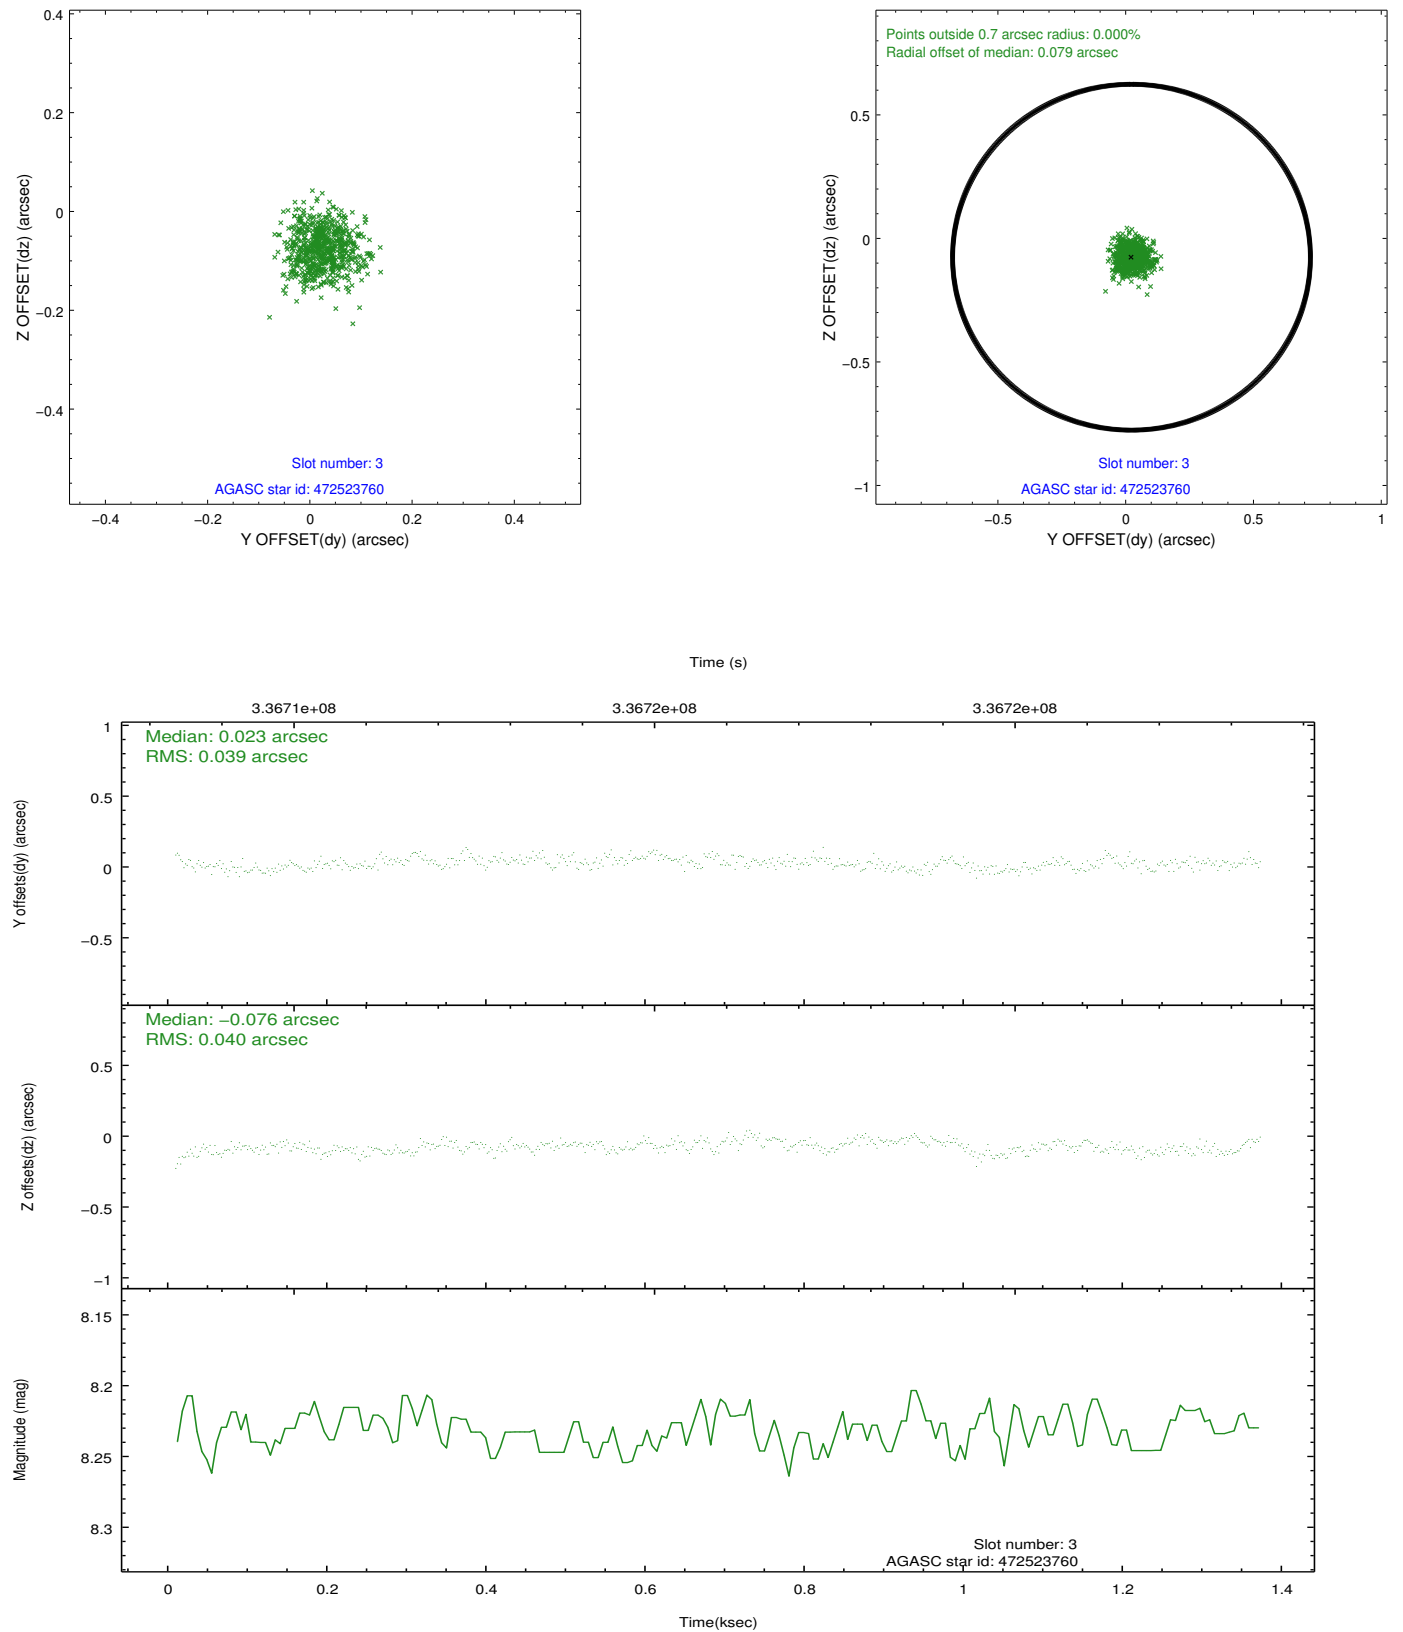 0.4
0.2
0
−0.2
−0.4
Z OFFSET(dz) (arcsec)
Slot number: 3
AGASC star id: 472523760
−0.4 −0.2 0 0.2 0.4
Y OFFSET(dy) (arcsec)
Points outside 0.7 arcsec radius: 0.000%
Radial offset of median: 0.079 arcsec
0.5
0
−0.5
−1
Z OFFSET(dz) (arcsec)
Slot number: 3
AGASC star id: 472523760
−0.5 0 0.5 1
Y OFFSET(dy) (arcsec)
Time (s)
3.3671e+08 3.3672e+08 3.3672e+08
Median: 0.023 arcsec
RMS: 0.039 arcsec
1
0.5
0
−0.5
Y offsets(dy) (arcsec)
Median: −0.076 arcsec
RMS: 0.040 arcsec
0.5
0
−0.5
−1
Z offsets(dz) (arcsec)
8.15
8.2
8.25
8.3
Magnitude (mag)
Slot number: 3
AGASC star id: 472523760
0 0.2 0.4 0.6 0.8 1 1.2 1.4
Time(ksec)